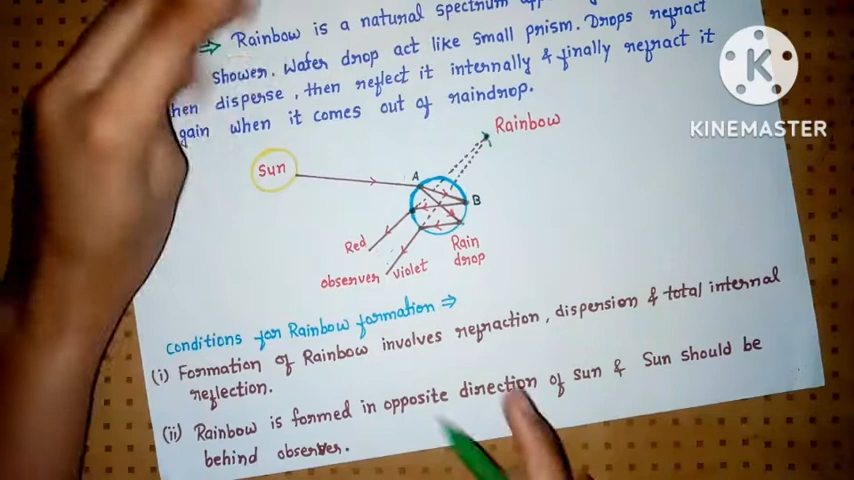 ⇒ Rainbow is a natural spectrum
shower. Water drop act like small prism. Drops refract
then disperse, then reflect it internally & finally refract it
again when it comes out of raindrop.
Rainbow
Sun
A
B
Red
Rain
drop
observer violet
Conditions for Rainbow formation ⇒
(i) Formation of Rainbow involves refraction, dispersion & total internal
reflection.
(ii) Rainbow is formed in opposite direction of sun & Sun should be
behind observer.
K
KINEMASTER